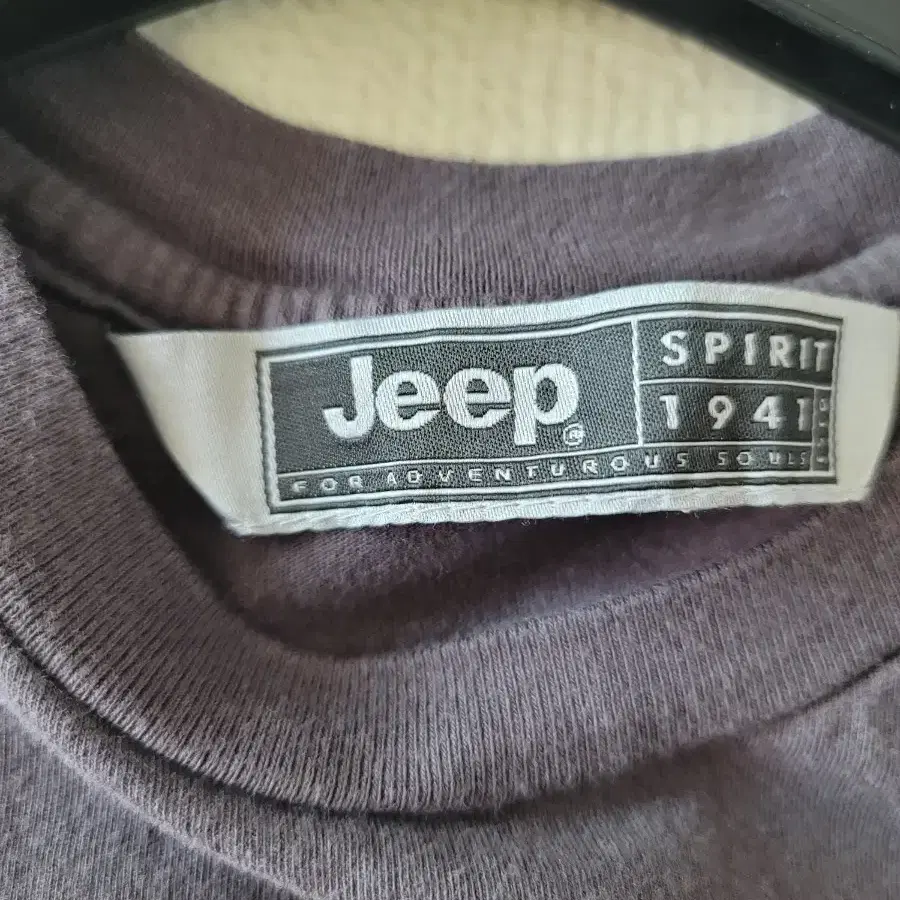 Jeep®
SPIRIT
1941
FOR ADVENTUROUS SOULS